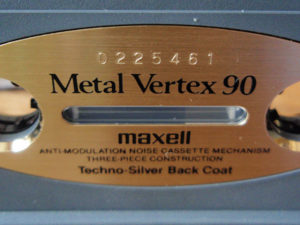 0225461
Metal Vertex 90
maxell
ANTI-MODULATION NOISE CASSETTE MECHANISM
THREE-PIECE CONSTRUCTION
Techno-Silver Back Coat